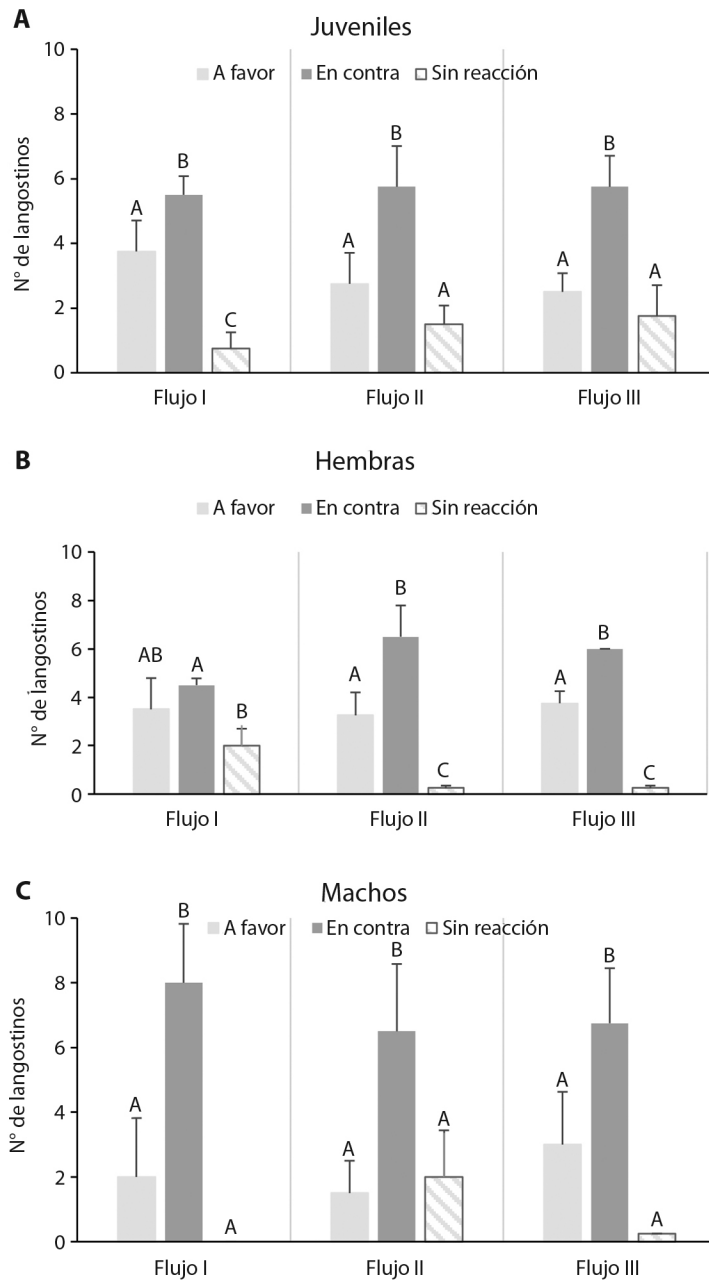 A
Juveniles
A favor En contra Sin reacción
N° de langostinos
10
8
6
4
2
0
A B C
A B A
A B A
Flujo I Flujo II Flujo III
B
Hembras
A favor En contra Sin reacción
N° de langostinos
10
8
6
4
2
0
AB A B
A B C
A B C
Flujo I Flujo II Flujo III
C
Machos
A favor En contra Sin reacción
N° de langostinos
10
8
6
4
2
0
A B A
A B A
A B A
Flujo I Flujo II Flujo III